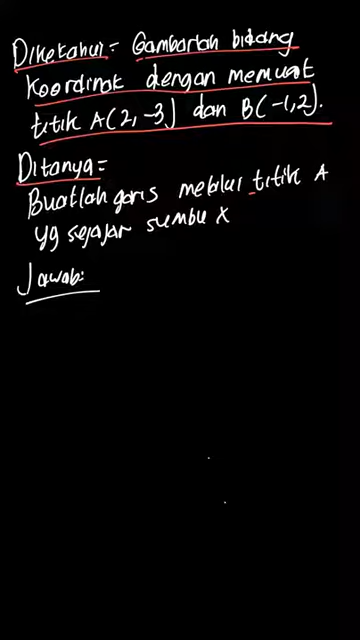 Diketahui= Gambarlah bidang
Koordinat dengan memuat
titik A(2,-3) dan B(-1,2).
Ditanya=
Buatlah garis melalui titik A
yg sejajar sumbu X
Jawab: